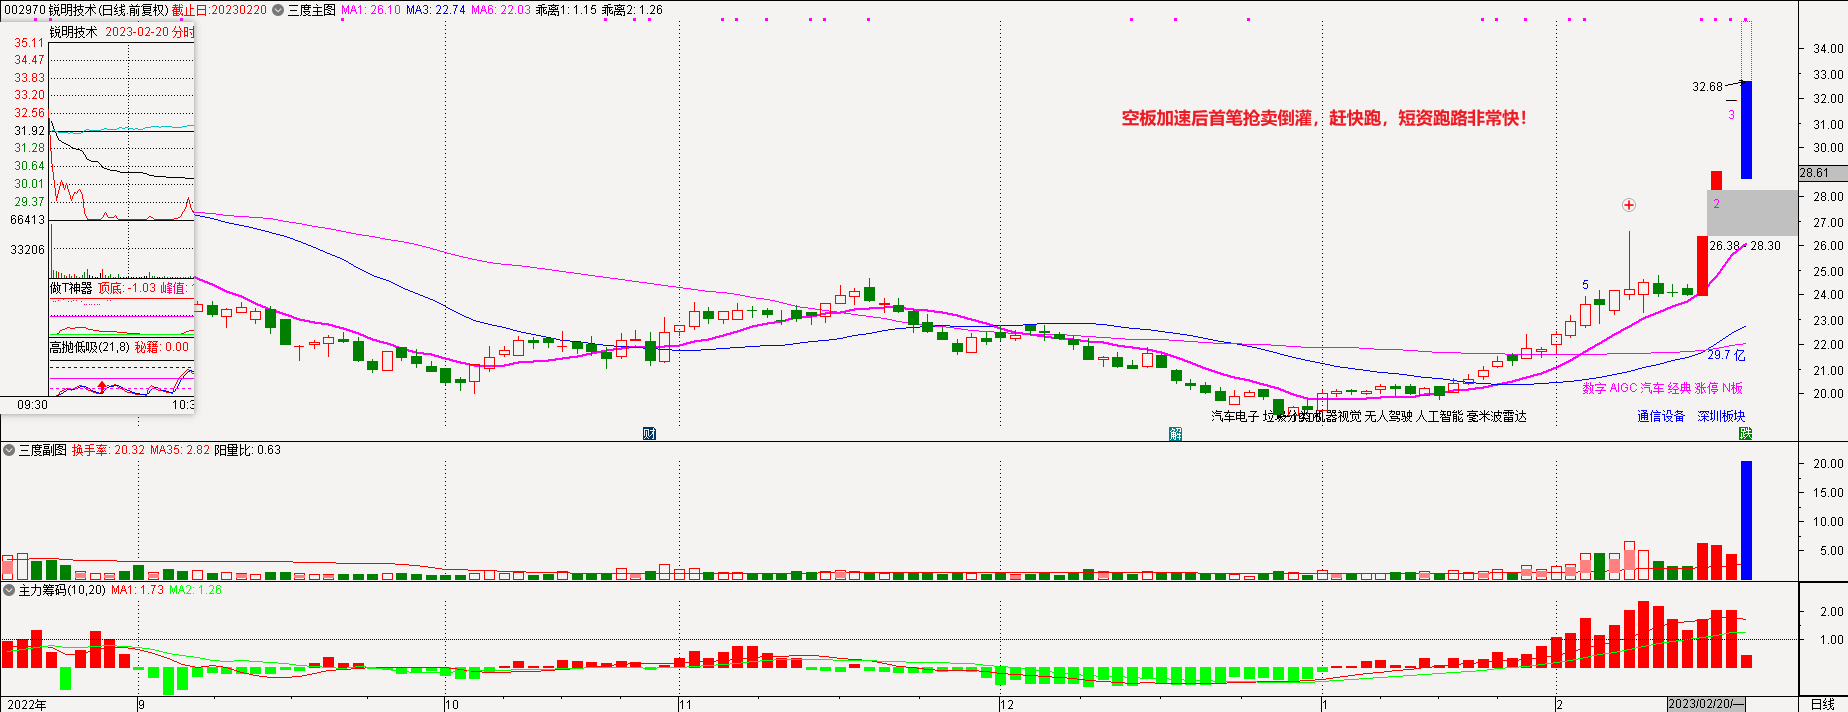 002970 锐明技术(日线.前复权) 截止日:20230220 三度主图 MA1: 26.10 MA3: 22.74 MA6: 22.03 乖离1: 1.15 乖离2: 1.26
锐明技术 2023-02-20 分时
35.11
34.47
33.83
33.20
32.56
31.92
31.28
30.64
30.01
29.37
66413
33206
做T神器 顶底: -1.03 峰值:
高抛低吸(21,8) 秘籍: 0.00
09:30 10:3
空板加速后首笔抢卖倒灌，赶快跑，短资跑路非常快！
32.68
3
2
26.38 28.30
5
29.7 亿
数字 AIGC 汽车 经典 涨停 N板
汽车电子 机器视觉 无人驾驶 人工智能 毫米波雷达
通信设备 深圳板块
财
解
跌
34.00
33.00
32.00
31.00
30.00
28.61
28.00
27.00
26.00
25.00
24.00
23.00
22.00
21.00
20.00
三度副图 换手率: 20.32 MA35: 2.82 阳量比: 0.63
20.00
15.00
10.00
5.00
主力筹码(10,20) MA1: 1.73 MA2: 1.26
2.00
1.00
2022年 9 10 11 12 1 2 2023/02/20/一 日线